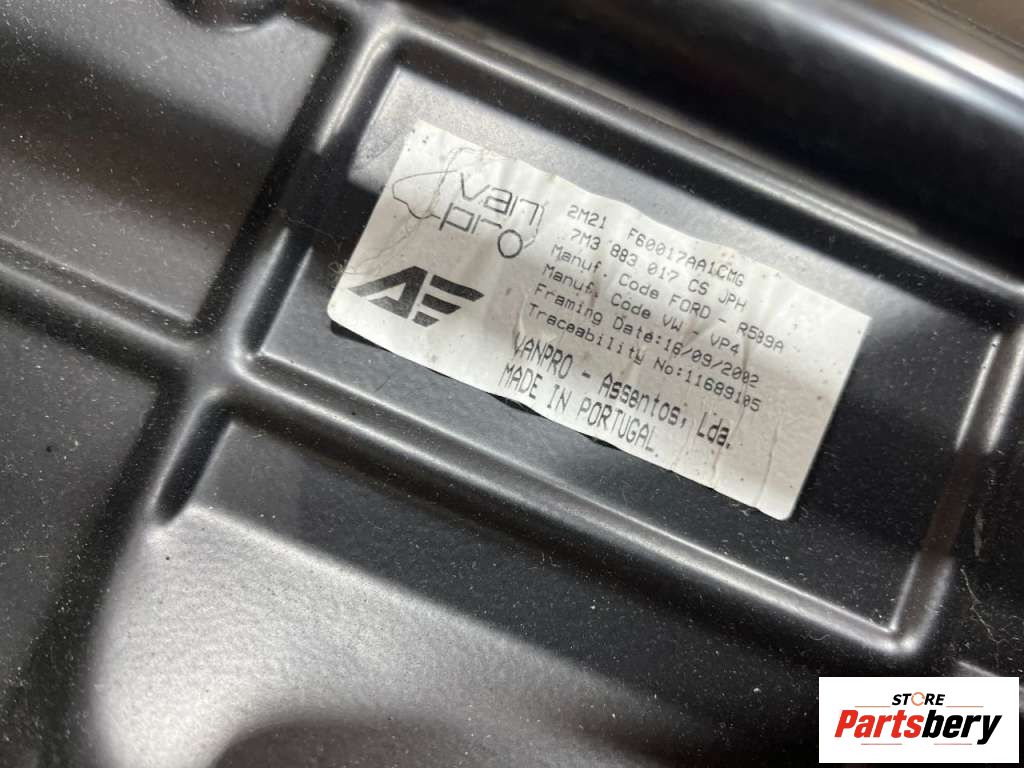 van
pro
AE
2M21 F60017AA1CMG
7M3 883 017 CS JPH
Manuf. Code FORD - R589A
Manuf. Code VW - VP4
Framing Date:16/09/2002
Traceability No:11689105
VANPRO - Assentos, Lda.
MADE IN PORTUGAL
STORE
Partsbery